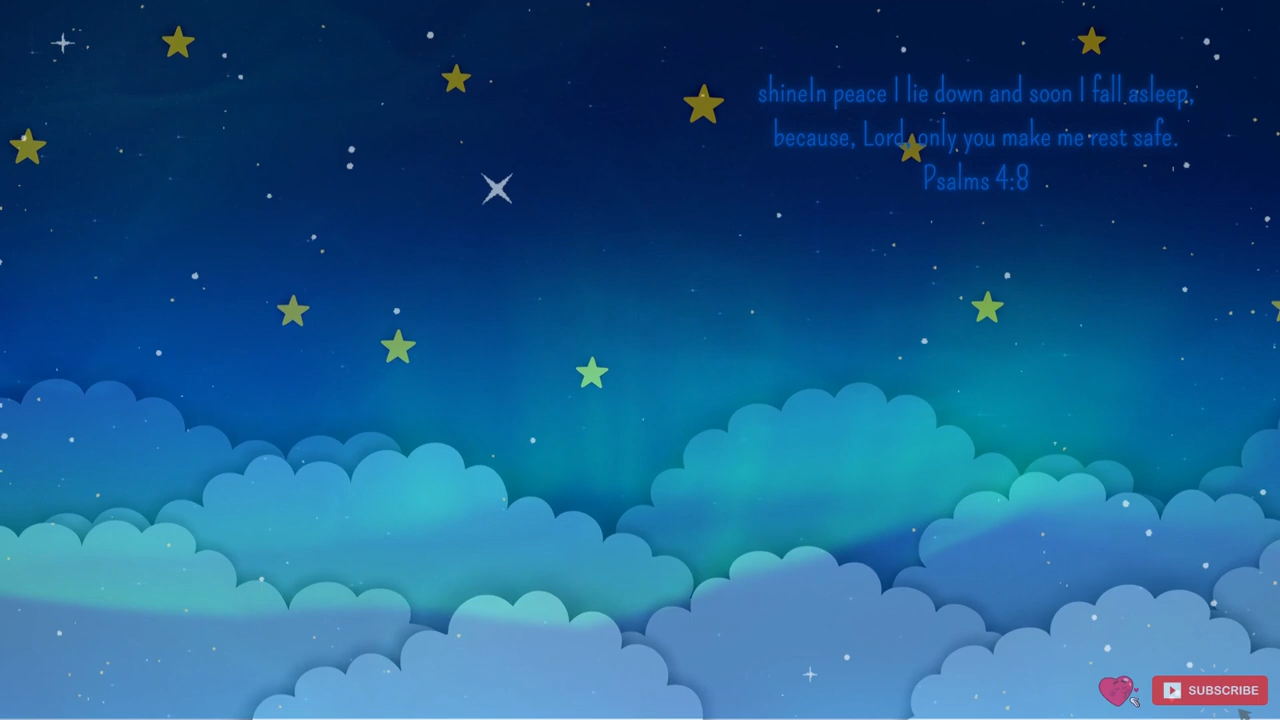 shineIn peace I lie down and soon I fall asleep,
because, Lord, only you make me rest safe.
Psalms 4:8
SUBSCRIBE